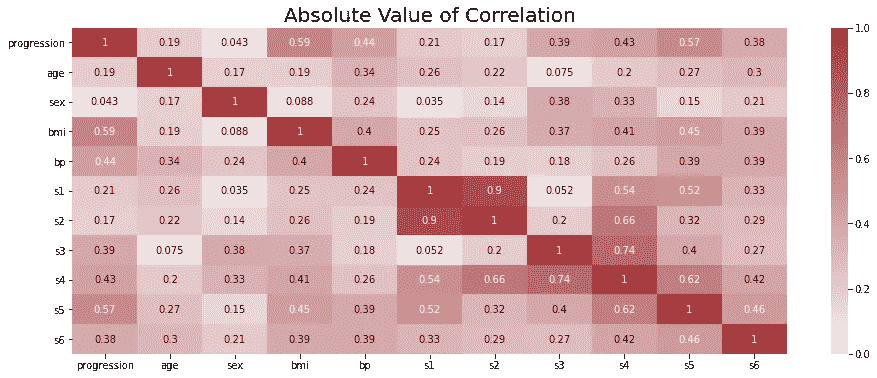 Absolute Value of Correlation
progression 1 0.19 0.043 0.59 0.44 0.21 0.17 0.39 0.43 0.57 0.38
age 0.19 1 0.17 0.19 0.34 0.26 0.22 0.075 0.2 0.27 0.3
sex 0.043 0.17 1 0.088 0.24 0.035 0.14 0.38 0.33 0.15 0.21
bmi 0.59 0.19 0.088 1 0.4 0.25 0.26 0.37 0.41 0.45 0.39
bp 0.44 0.34 0.24 0.4 1 0.24 0.19 0.18 0.26 0.39 0.39
s1 0.21 0.26 0.035 0.25 0.24 1 0.9 0.052 0.54 0.52 0.33
s2 0.17 0.22 0.14 0.26 0.19 0.9 1 0.2 0.66 0.32 0.29
s3 0.39 0.075 0.38 0.37 0.18 0.052 0.2 1 0.74 0.4 0.27
s4 0.43 0.2 0.33 0.41 0.26 0.54 0.66 0.74 1 0.62 0.42
s5 0.57 0.27 0.15 0.45 0.39 0.52 0.32 0.4 0.62 1 0.46
s6 0.38 0.3 0.21 0.39 0.39 0.33 0.29 0.27 0.42 0.46 1
progression age sex bmi bp s1 s2 s3 s4 s5 s6
1.0
0.8
0.6
0.4
0.2
0.0